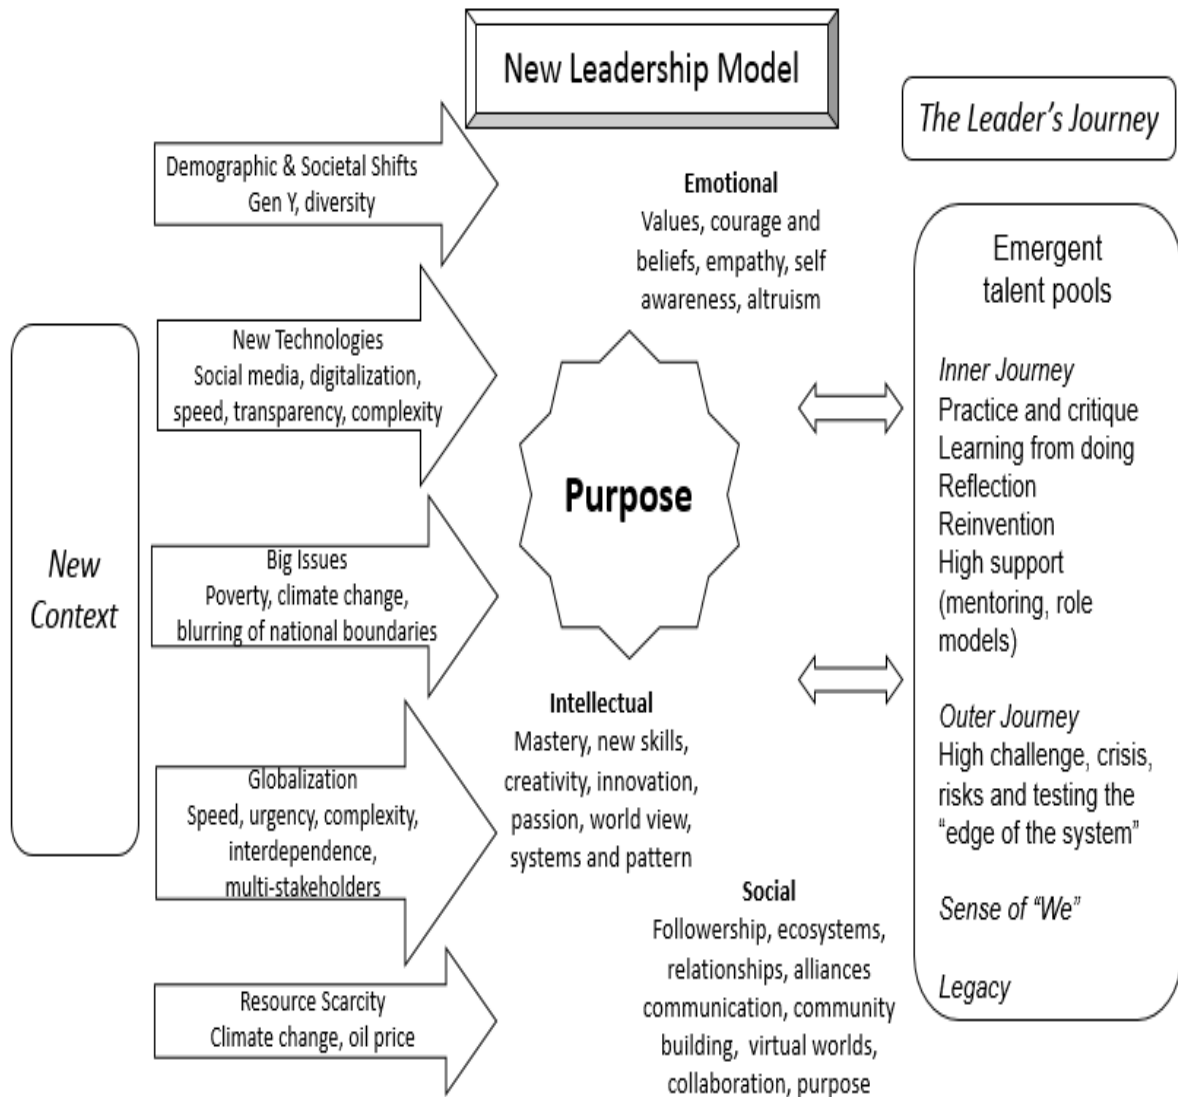 New Leadership Model
The Leader's Journey
New
Context
Demographic & Societal Shifts
Gen Y, diversity
New Technologies
Social media, digitalization,
speed, transparency, complexity
Big Issues
Poverty, climate change,
blurring of national boundaries
Globalization
Speed, urgency, complexity,
interdependence,
multi-stakeholders
Resource Scarcity
Climate change, oil price
Emotional
Values, courage and
beliefs, empathy, self
awareness, altruism
Purpose
Intellectual
Mastery, new skills,
creativity, innovation,
passion, world view,
systems and pattern
Social
Followership, ecosystems,
relationships, alliances
communication, community
building, virtual worlds,
collaboration, purpose
Emergent
talent pools
Inner Journey
Practice and critique
Learning from doing
Reflection
Reinvention
High support
(mentoring, role
models)
Outer Journey
High challenge, crisis,
risks and testing the
“edge of the system”
Sense of “We”
Legacy